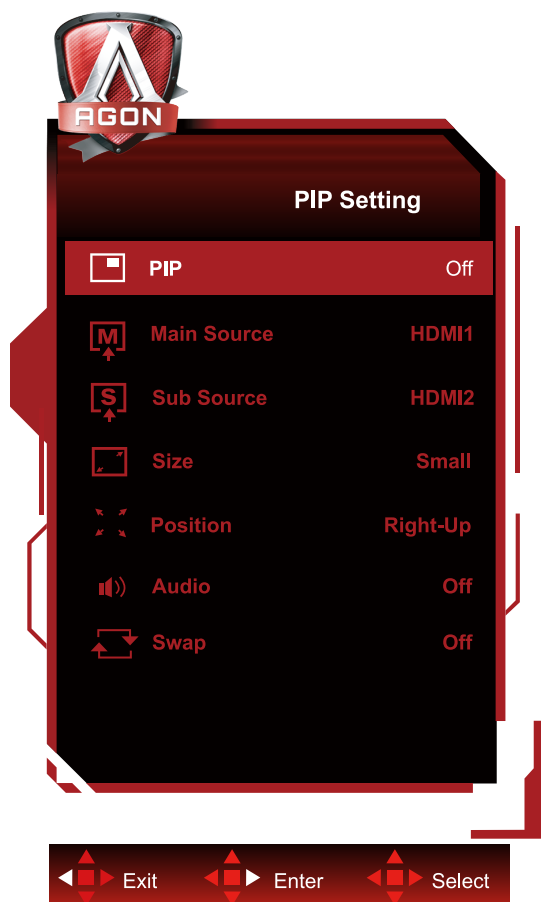 AGON
PIP Setting
PIP Off
M Main Source HDMI1
S Sub Source HDMI2
Size Small
Position Right-Up
Audio Off
Swap Off
Exit Enter Select